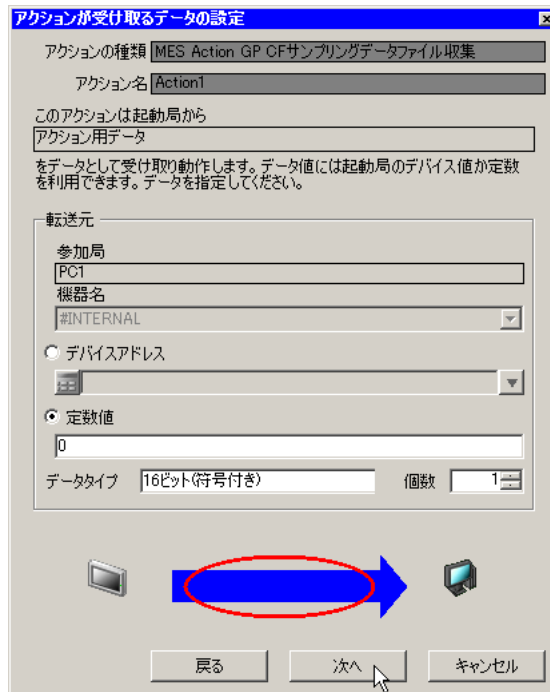 アクションが受け取るデータの設定
アクションの種類 MES Action GP CFサンプリングデータファイル収集
アクション名 Action1
このアクションは起動局から
アクション用データ
をデータとして受け取り動作します。データ値には起動局のデバイス値か定数
を利用できます。データを指定してください。
転送元
参加局
PC1
機器名
#INTERNAL
デバイスアドレス
定数値
0
データタイプ 16ビット(符号付き) 個数 1
戻る 次へ キャンセル